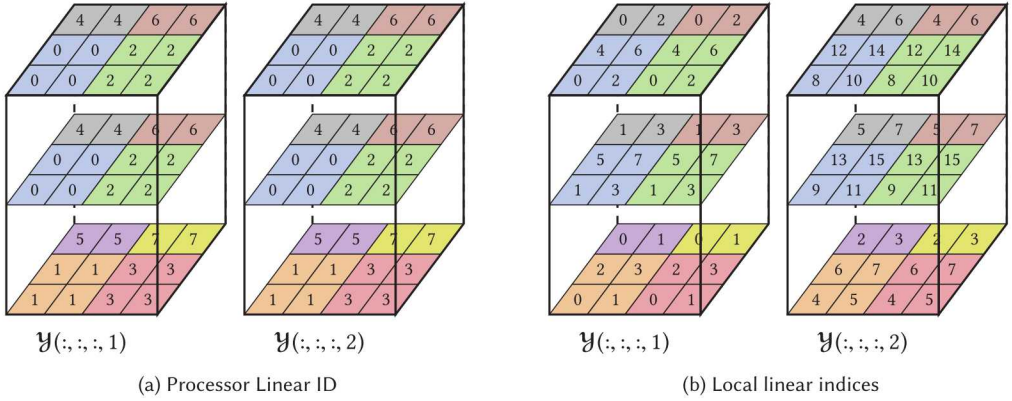 4 4 6 6 4 4 6 6 0 2 0 2 4 6 4 6
0 0 2 2 0 0 2 2 4 6 4 6 12 14 12 14
0 0 2 2 0 0 2 2 0 2 0 2 8 10 8 10
4 4 6 6 4 4 6 6 1 3 1 3 5 7 5 7
0 0 2 2 0 0 2 2 5 7 5 7 13 15 13 15
0 0 2 2 0 0 2 2 1 3 1 3 9 11 9 11
5 5 7 7 5 5 7 7 0 1 0 1 2 3 2 3
1 1 3 3 1 1 3 3 2 3 2 3 6 7 6 7
1 1 3 3 1 1 3 3 0 1 0 1 4 5 4 5
𝓨(:, :, :, 1) 𝓨(:, :, :, 2) 𝓨(:, :, :, 1) 𝓨(:, :, :, 2)
(a) Processor Linear ID (b) Local linear indices